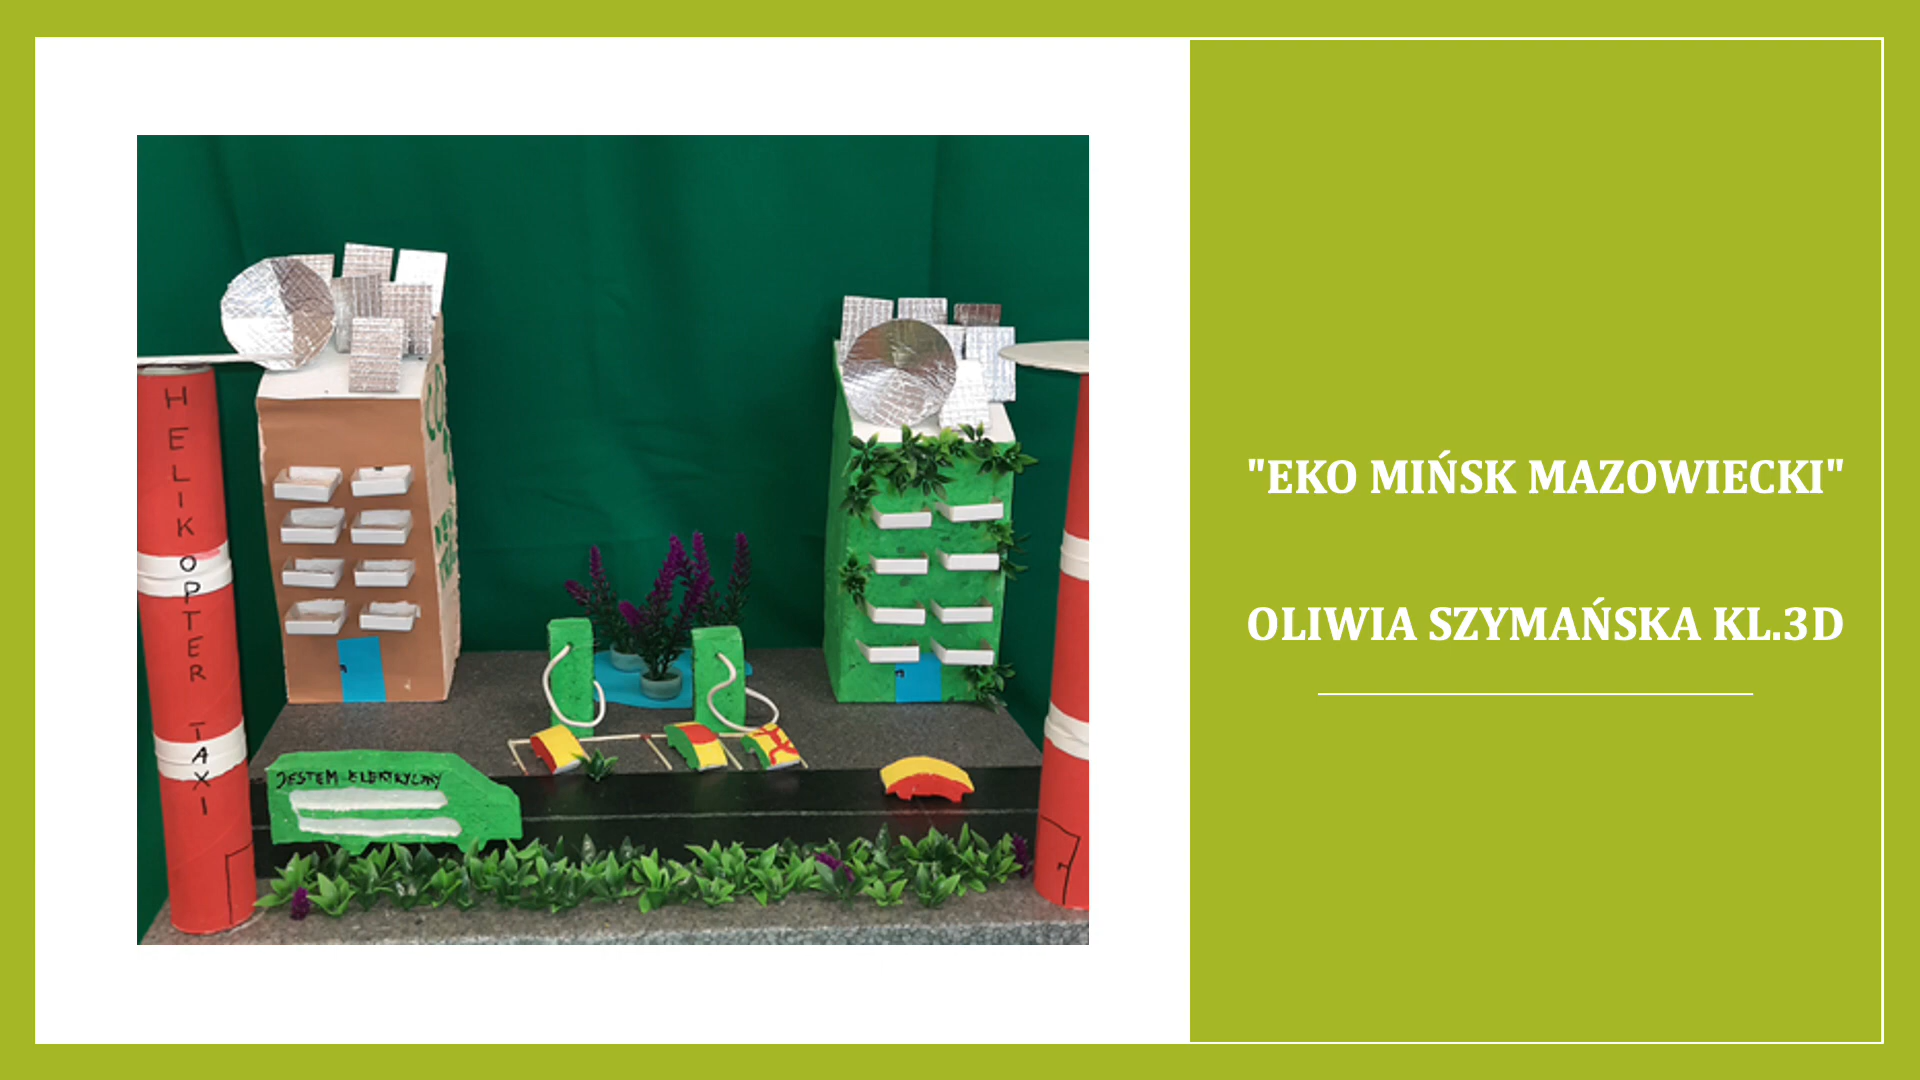 HELIKOPTER TAXI
JESTEM ELEKTRYCZNY
"EKO MIŃSK MAZOWIECKI"
OLIWIA SZYMAŃSKA KL.3D